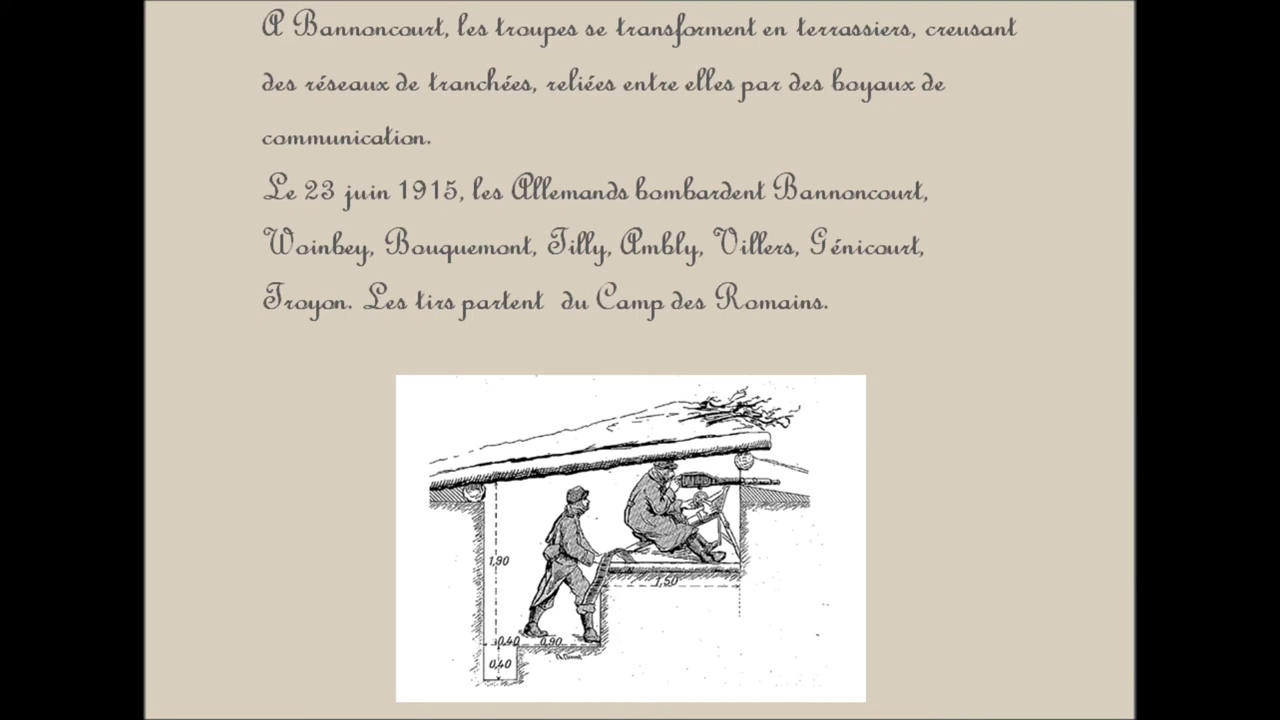 A Bannoncourt, les troupes se transforment en terrassiers, creusant
des réseaux de tranchées, reliées entre elles par des boyaux de
communication.
Le 23 juin 1915, les Allemands bombardent Bannoncourt,
Woinbey, Bouquemont, Tilly, Ambly, Villers, Génicourt,
Troyon. Les tirs partent du Camp des Romains.
1,90
1,50
0,40 0,90
0,40